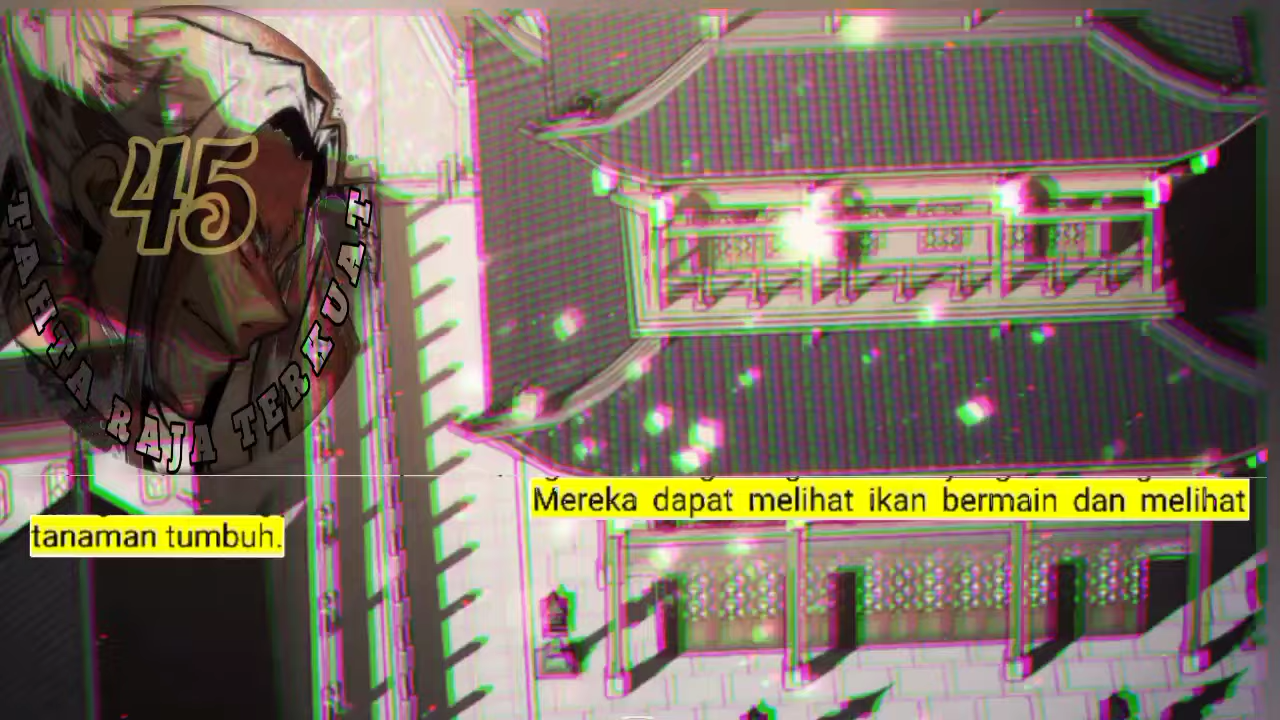 45
TAHTA RAJA TERKUAT
Mereka dapat melihat ikan bermain dan melihat
tanaman tumbuh.